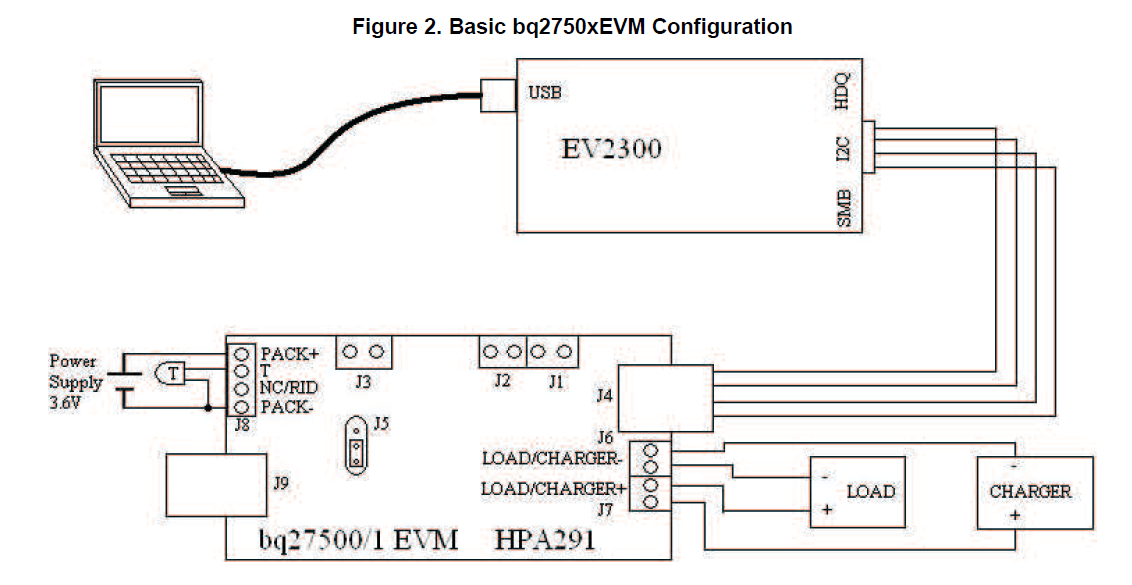 Figure 2. Basic bq2750xEVM Configuration
USB
HDQ
EV2300
I2C
SMB
Power
Supply
3.6V
T
PACK+
T
NC/RID
PACK-
J8
J3
J2
J1
J4
J5
J6
LOAD/CHARGER-
LOAD/CHARGER+
J7
J9
-
LOAD
+
-
CHARGER
+
bq27500/1 EVM HPA291